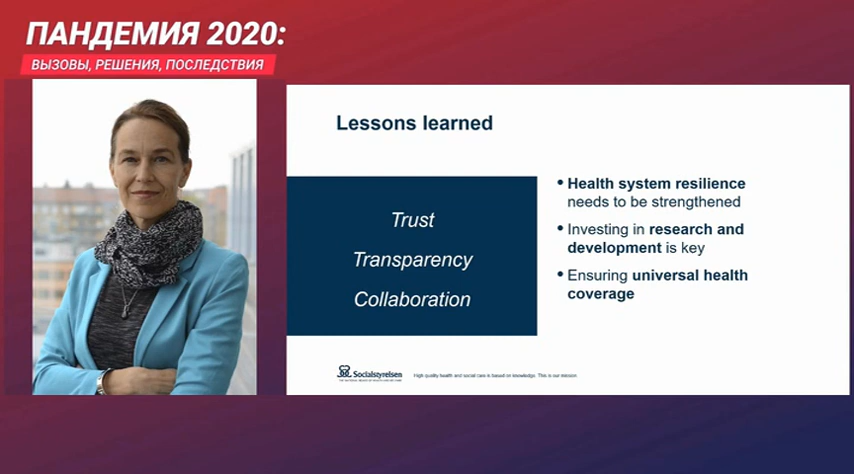 ПАНДЕМИЯ 2020:
ВЫЗОВЫ, РЕШЕНИЯ, ПОСЛЕДСТВИЯ
Lessons learned
Trust
Transparency
Collaboration
• Health system resilience
needs to be strengthened
• Investing in research and
development is key
• Ensuring universal health
coverage
Socialstyrelsen
High quality health and social care is based on knowledge. This is our mission